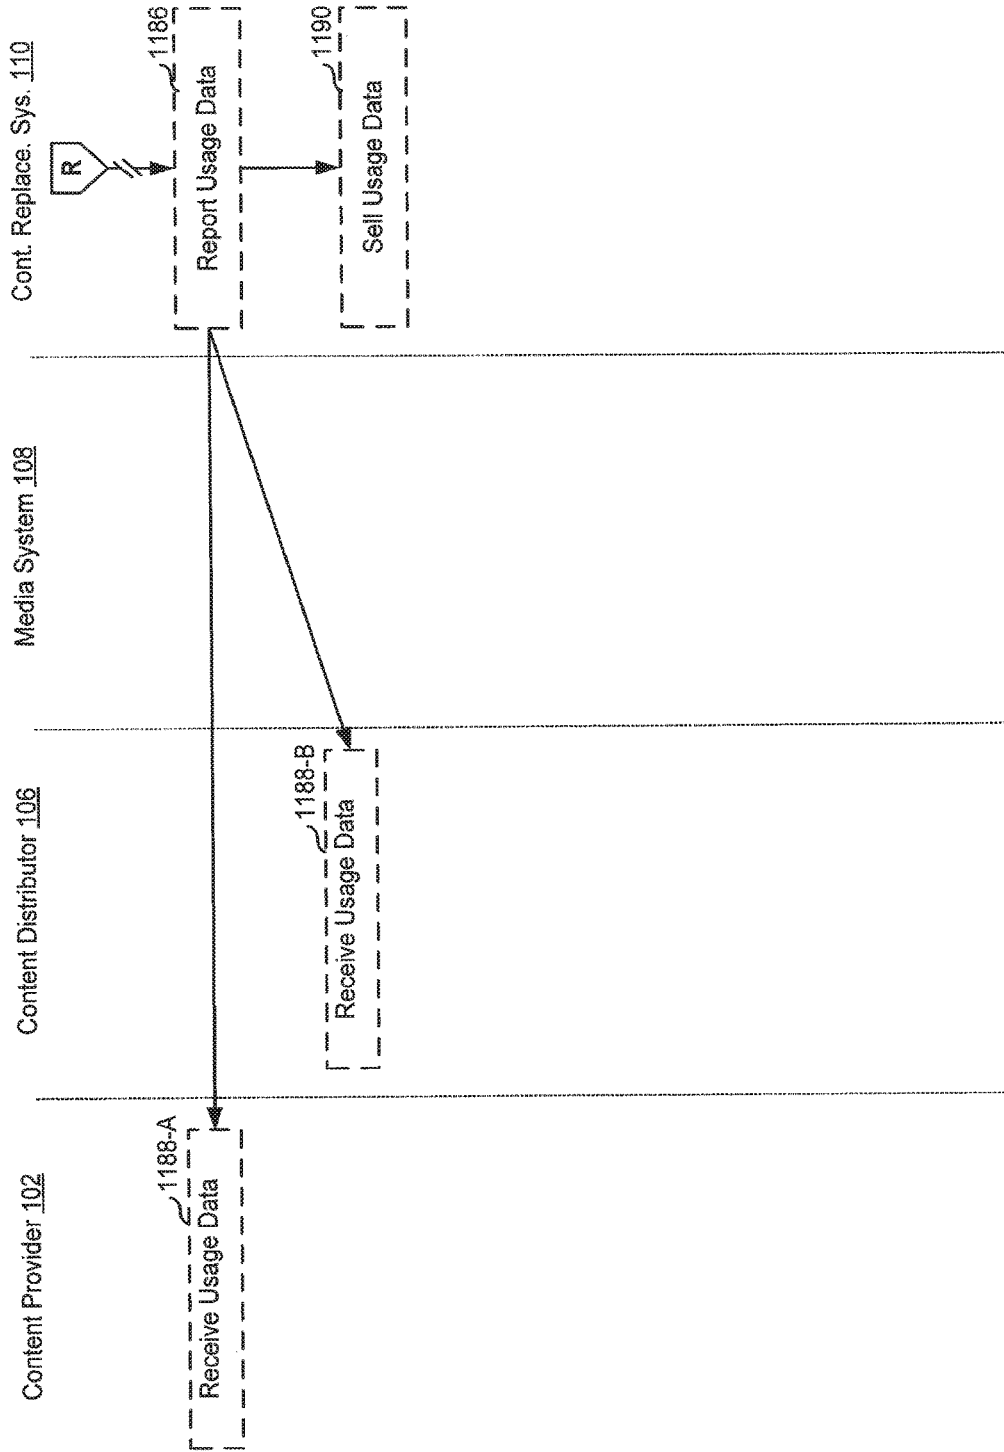 Content Provider 102
Content Distributor 106
Media System 108
Cont. Replace. Sys. 110
R
1186
Report Usage Data
1188-A
Receive Usage Data
1188-B
Receive Usage Data
1190
Sell Usage Data